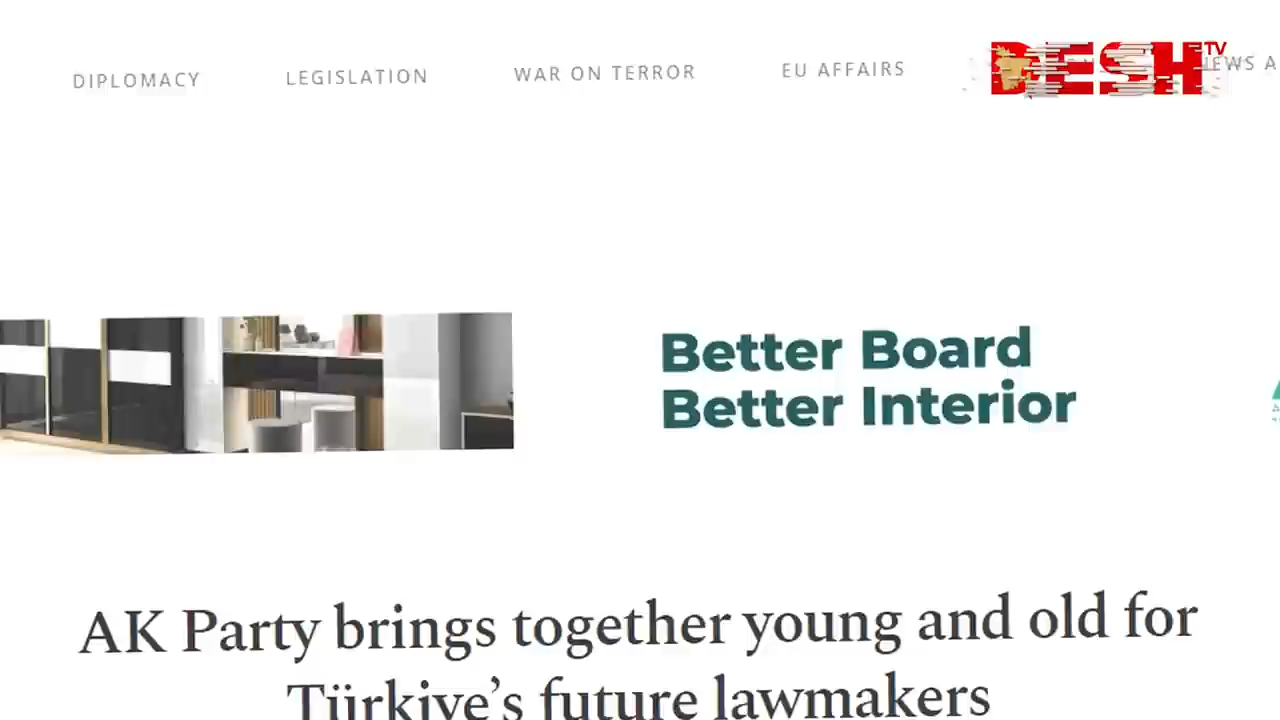 DIPLOMACY LEGISLATION WAR ON TERROR EU AFFAIRS
DESH TV
Better Board
Better Interior
AK Party brings together young and old for
Türkiye’s future lawmakers